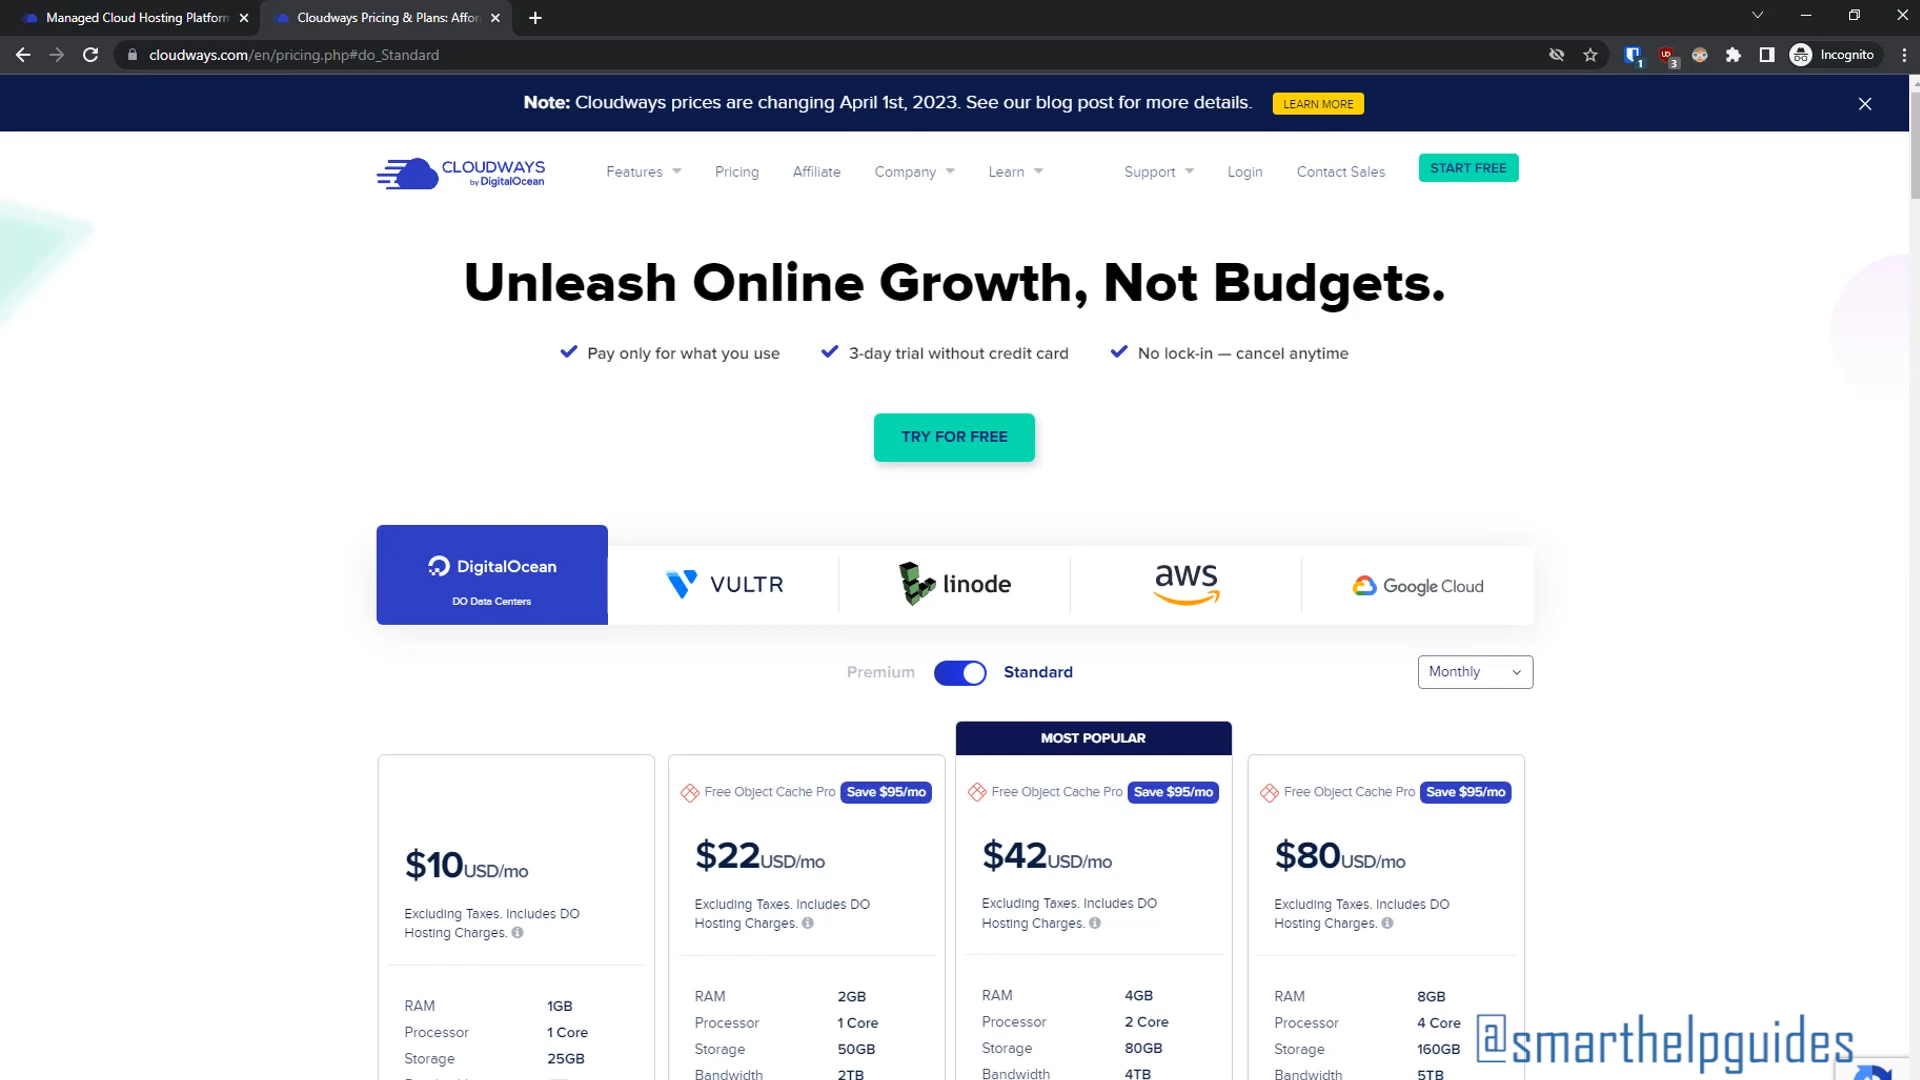 Managed Cloud Hosting Platform
Cloudways Pricing & Plans: Affor
cloudways.com/en/pricing.php#do_Standard
1
3
Incognito
Note: Cloudways prices are changing April 1st, 2023. See our blog post for more details.
LEARN MORE
CLOUDWAYS
by DigitalOcean
Features
Pricing
Affiliate
Company
Learn
Support
Login
Contact Sales
START FREE
Unleash Online Growth, Not Budgets.
Pay only for what you use
3-day trial without credit card
No lock-in — cancel anytime
TRY FOR FREE
DigitalOcean
DO Data Centers
VULTR
linode
aws
Google Cloud
Premium
Standard
Monthly
MOST POPULAR
$10USD/mo
Excluding Taxes. Includes DO
Hosting Charges.
RAM 1GB
Processor 1 Core
Storage 25GB
Free Object Cache Pro Save $95/mo
$22USD/mo
Excluding Taxes. Includes DO
Hosting Charges.
RAM 2GB
Processor 1 Core
Storage 50GB
Bandwidth 2TB
Free Object Cache Pro Save $95/mo
$42USD/mo
Excluding Taxes. Includes DO
Hosting Charges.
RAM 4GB
Processor 2 Core
Storage 80GB
Bandwidth 4TB
Free Object Cache Pro Save $95/mo
$80USD/mo
Excluding Taxes. Includes DO
Hosting Charges.
RAM 8GB
Processor 4 Core
Storage 160GB
Bandwidth 5TB
@smarthelpguides